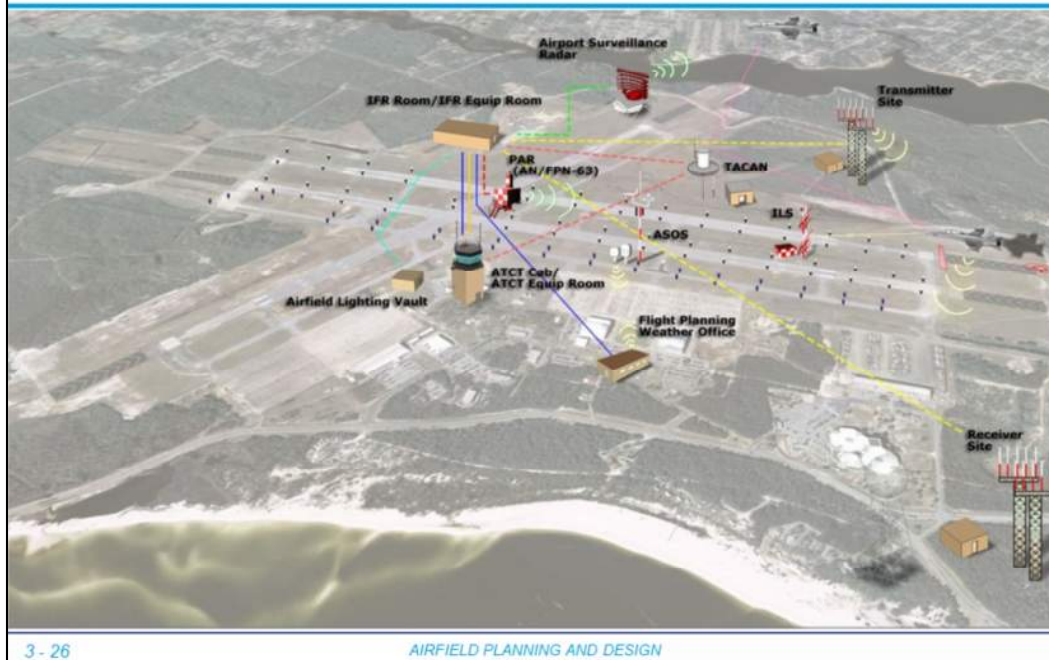 Airport Surveillance
Radar
Transmitter
Site
IFR Room/IFR Equip Room
PAR
(AN/FPN-63)
TACAN
ILS
ASOS
ATCT Cab/
ATCT Equip Room
Airfield Lighting Vault
Flight Planning
Weather Office
Receiver
Site
3 - 26
AIRFIELD PLANNING AND DESIGN